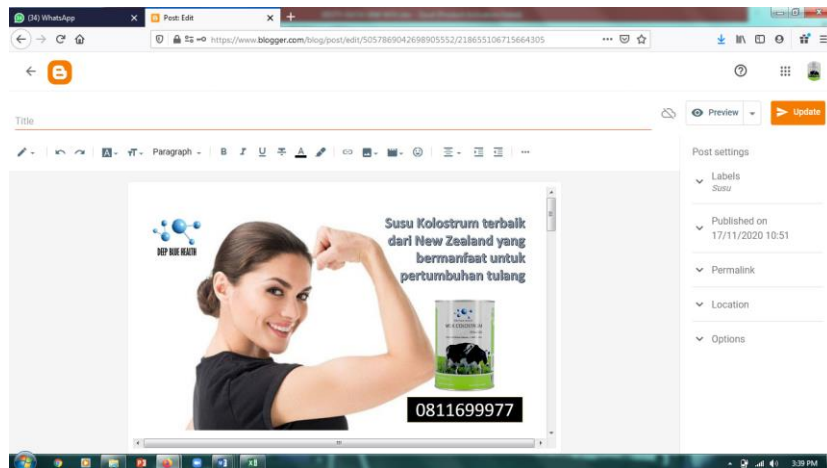 (34) WhatsApp
Post: Edit
https://www.blogger.com/blog/post/edit/5057869042698905552/218655106715664305
Title
Preview
Update
Paragraph
B I U A
Post settings
Labels
Susu
Published on
17/11/2020 10:51
Permalink
Location
Options
DEEP BLUE HEALTH
Susu Kolostrum terbaik
dari New Zealand yang
bermanfaat untuk
pertumbuhan tulang
0811699977
3:39 PM